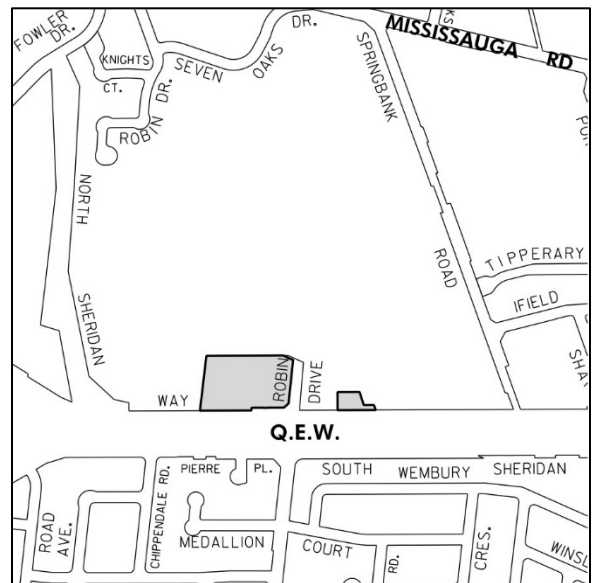 FOWLER
DR.
KNIGHTS
CT.
ROBIN DR.
SEVEN OAKS DR.
SPRINGBANK ROAD
MISSISSAUGA RD
TIPPERARY
IFIELD
NORTH SHERIDAN WAY
ROBIN DRIVE
Q.E.W.
ROAD
AVE.
CHIPPENDALE RD.
PIERRE PL.
SOUTH WEMBURY SHERIDAN
MEDALLION COURT
RD.
CRES.